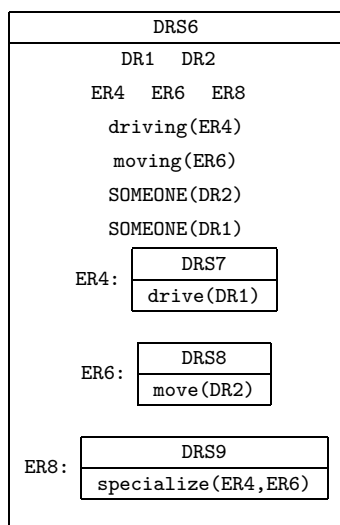 DRS6
DR1 DR2
ER4 ER6 ER8
driving(ER4)
moving(ER6)
SOMEONE(DR2)
SOMEONE(DR1)
DRS7
ER4:
drive(DR1)
DRS8
ER6:
move(DR2)
DRS9
ER8:
specialize(ER4,ER6)